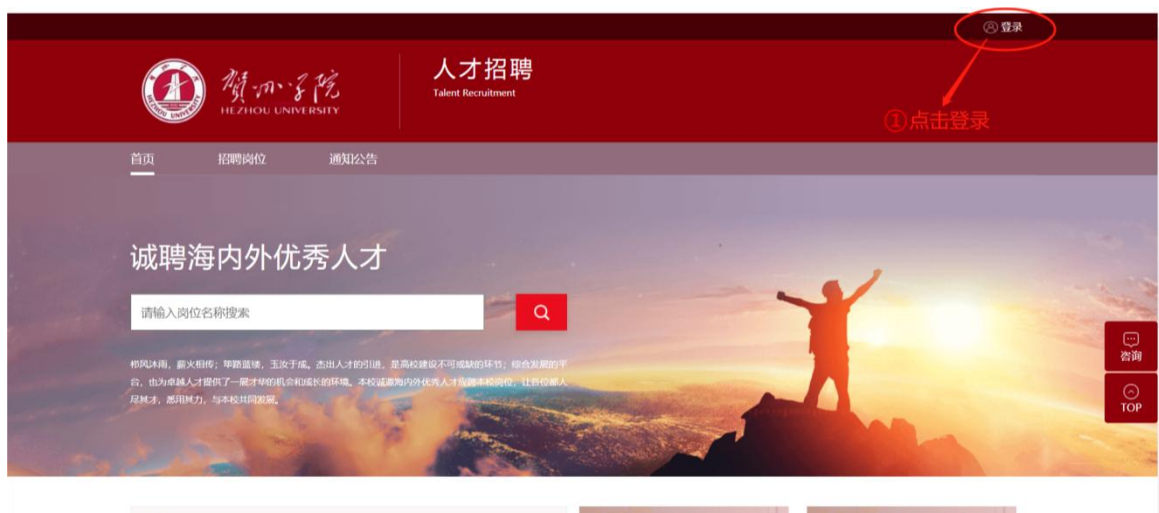 登录
贺州学院
HEZHOU UNIVERSITY
HEZHOU UNIVERSITY
人才招聘
Talent Recruitment
①点击登录
首页 招聘岗位 通知公告
诚聘海内外优秀人才
请输入岗位名称搜索
栉风沐雨，薪火相传；筚路蓝缕，玉汝于成。杰出人才的引进，是高校建设不可或缺的环节；综合发展的平
台，也为卓越人才提供了一展才华的机会和成长的环境。本校诚邀海内外优秀人才应聘本校岗位，让各位都人
尽其才，悉用其力，与本校共同发展。
咨询
TOP